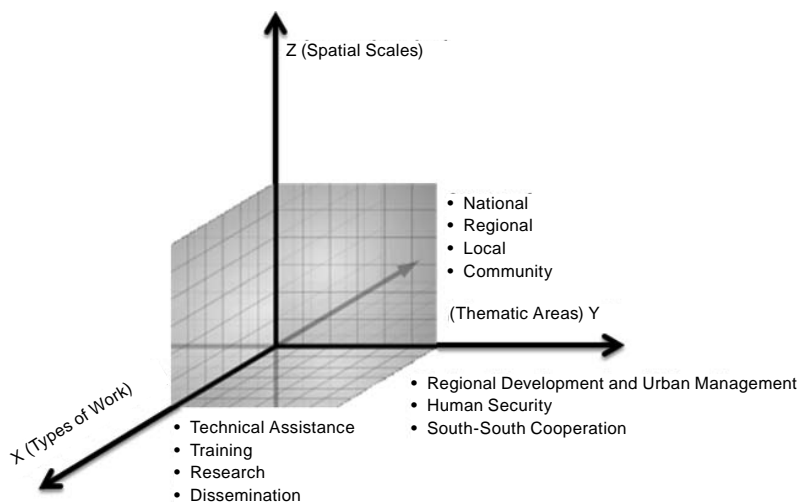 Z (Spatial Scales)
• National
• Regional
• Local
• Community
(Thematic Areas) Y
• Regional Development and Urban Management
• Human Security
• South-South Cooperation
X (Types of Work)
• Technical Assistance
• Training
• Research
• Dissemination